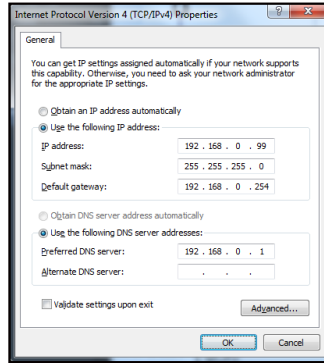 Internet Protocol Version 4 (TCP/IPv4) Properties
General
You can get IP settings assigned automatically if your network supports
this capability. Otherwise, you need to ask your network administrator
for the appropriate IP settings.
Obtain an IP address automatically
Use the following IP address:
IP address: 192 . 168 . 0 . 99
Subnet mask: 255 . 255 . 255 . 0
Default gateway: 192 . 168 . 0 . 254
Obtain DNS server address automatically
Use the following DNS server addresses:
Preferred DNS server: 192 . 168 . 0 . 1
Alternate DNS server: . . .
Validate settings upon exit
Advanced...
OK Cancel